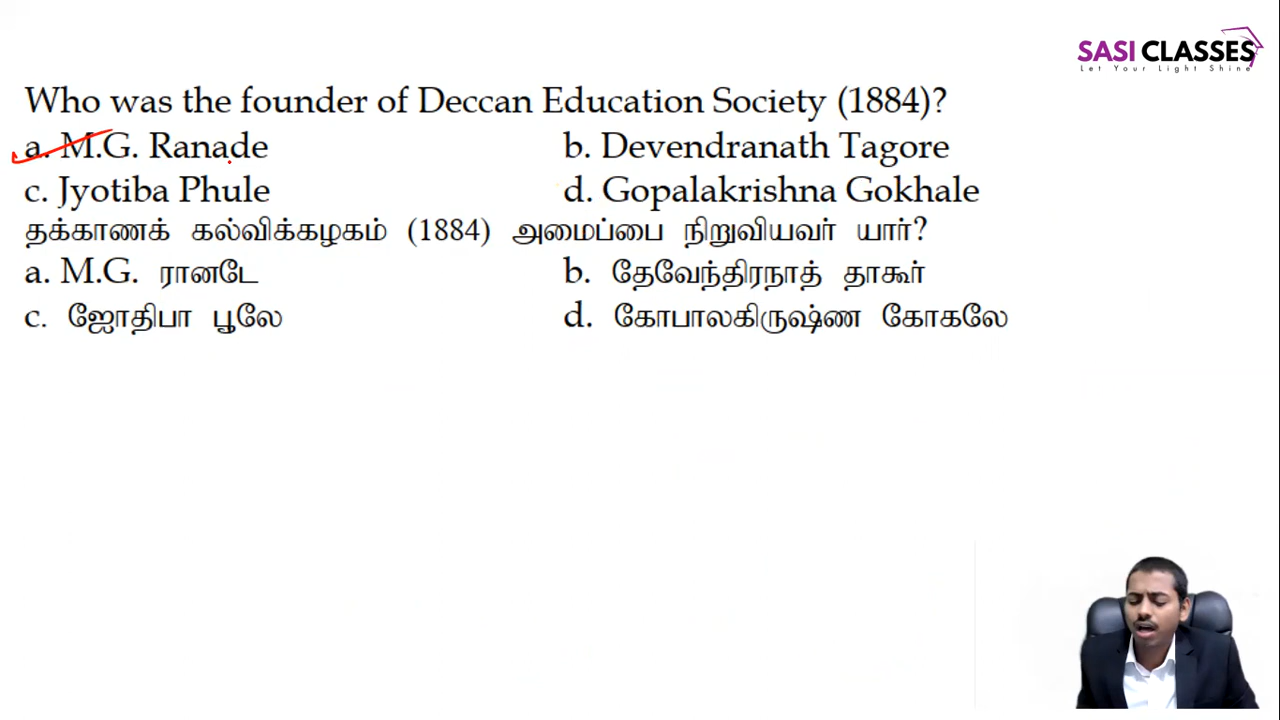 SASI CLASSES
Let Your Light Shine
Who was the founder of Deccan Education Society (1884)?
a. M.G. Ranade b. Devendranath Tagore
c. Jyotiba Phule d. Gopalakrishna Gokhale
தக்காணக் கல்விக்கழகம் (1884) அமைப்பை நிறுவியவர் யார்?
a. M.G. ரானடே b. தேவேந்திரநாத் தாகூர்
c. ஜோதிபா பூலே d. கோபாலகிருஷ்ண கோகலே